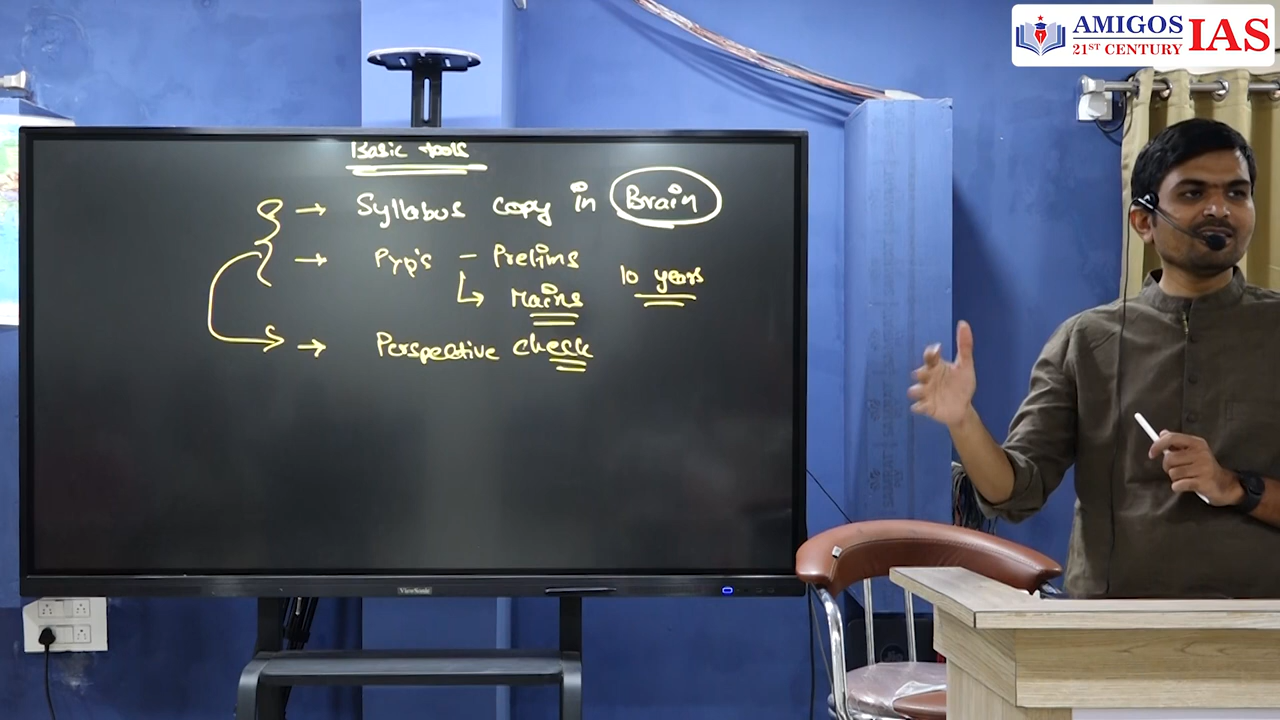 AMIGOS
21ST CENTURY
IAS
Basic tools
→ Syllabus copy in Brain
→ PYP's - Prelims
Mains
10 years
→ Perspective check
ViewSonic